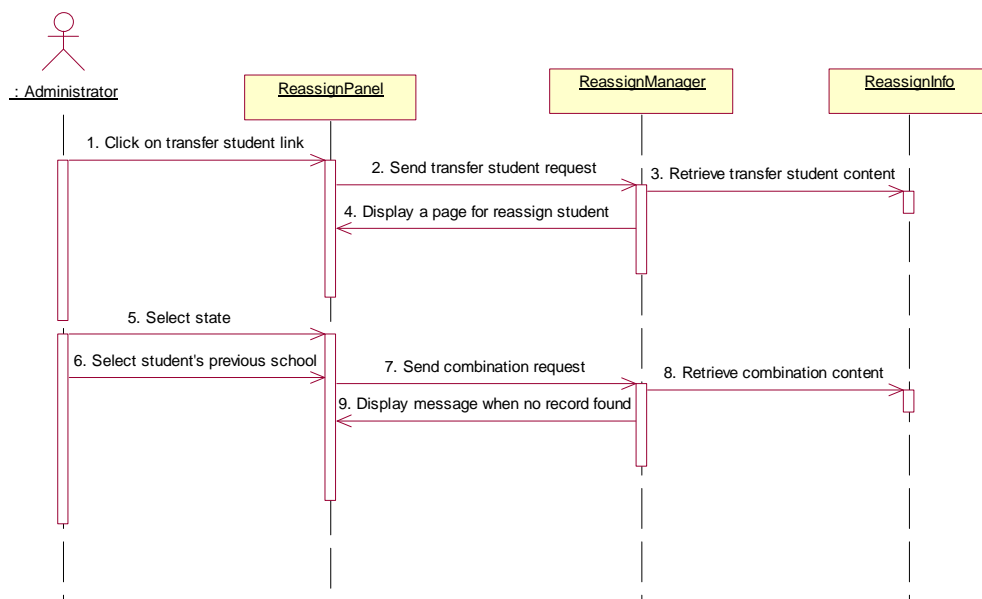 : Administrator
ReassignPanel
ReassignManager
ReassignInfo
1. Click on transfer student link
2. Send transfer student request
3. Retrieve transfer student content
4. Display a page for reassign student
5. Select state
6. Select student's previous school
7. Send combination request
8. Retrieve combination content
9. Display message when no record found